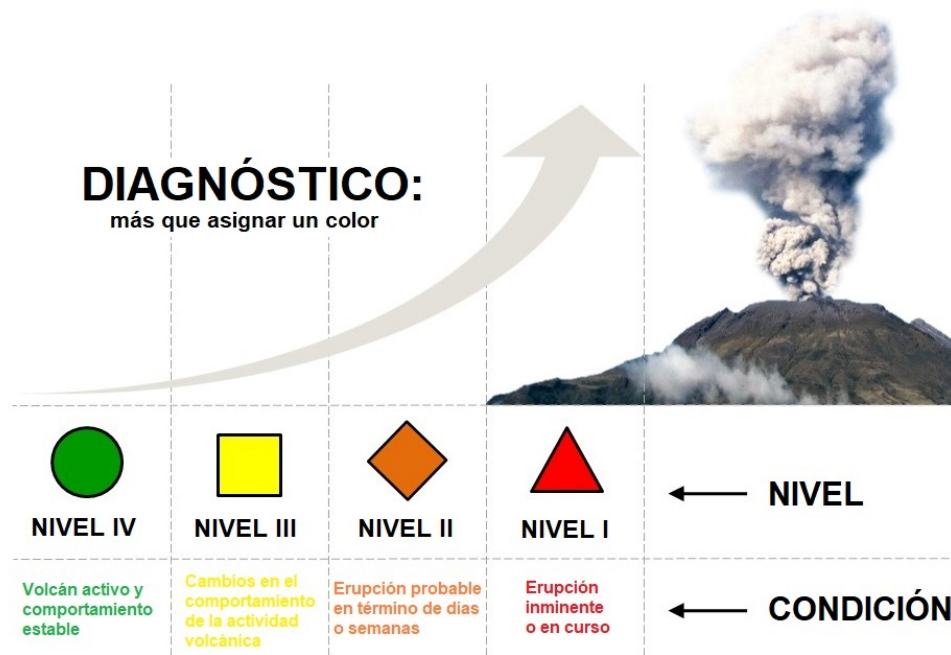 DIAGNÓSTICO:
más que asignar un color
NIVEL IV
NIVEL III
NIVEL II
NIVEL I
NIVEL
Volcán activo y
comportamiento
estable
Cambios en el
comportamiento
de la actividad
volcánica
Erupción probable
en término de días
o semanas
Erupción
inminente
o en curso
CONDICIÓN